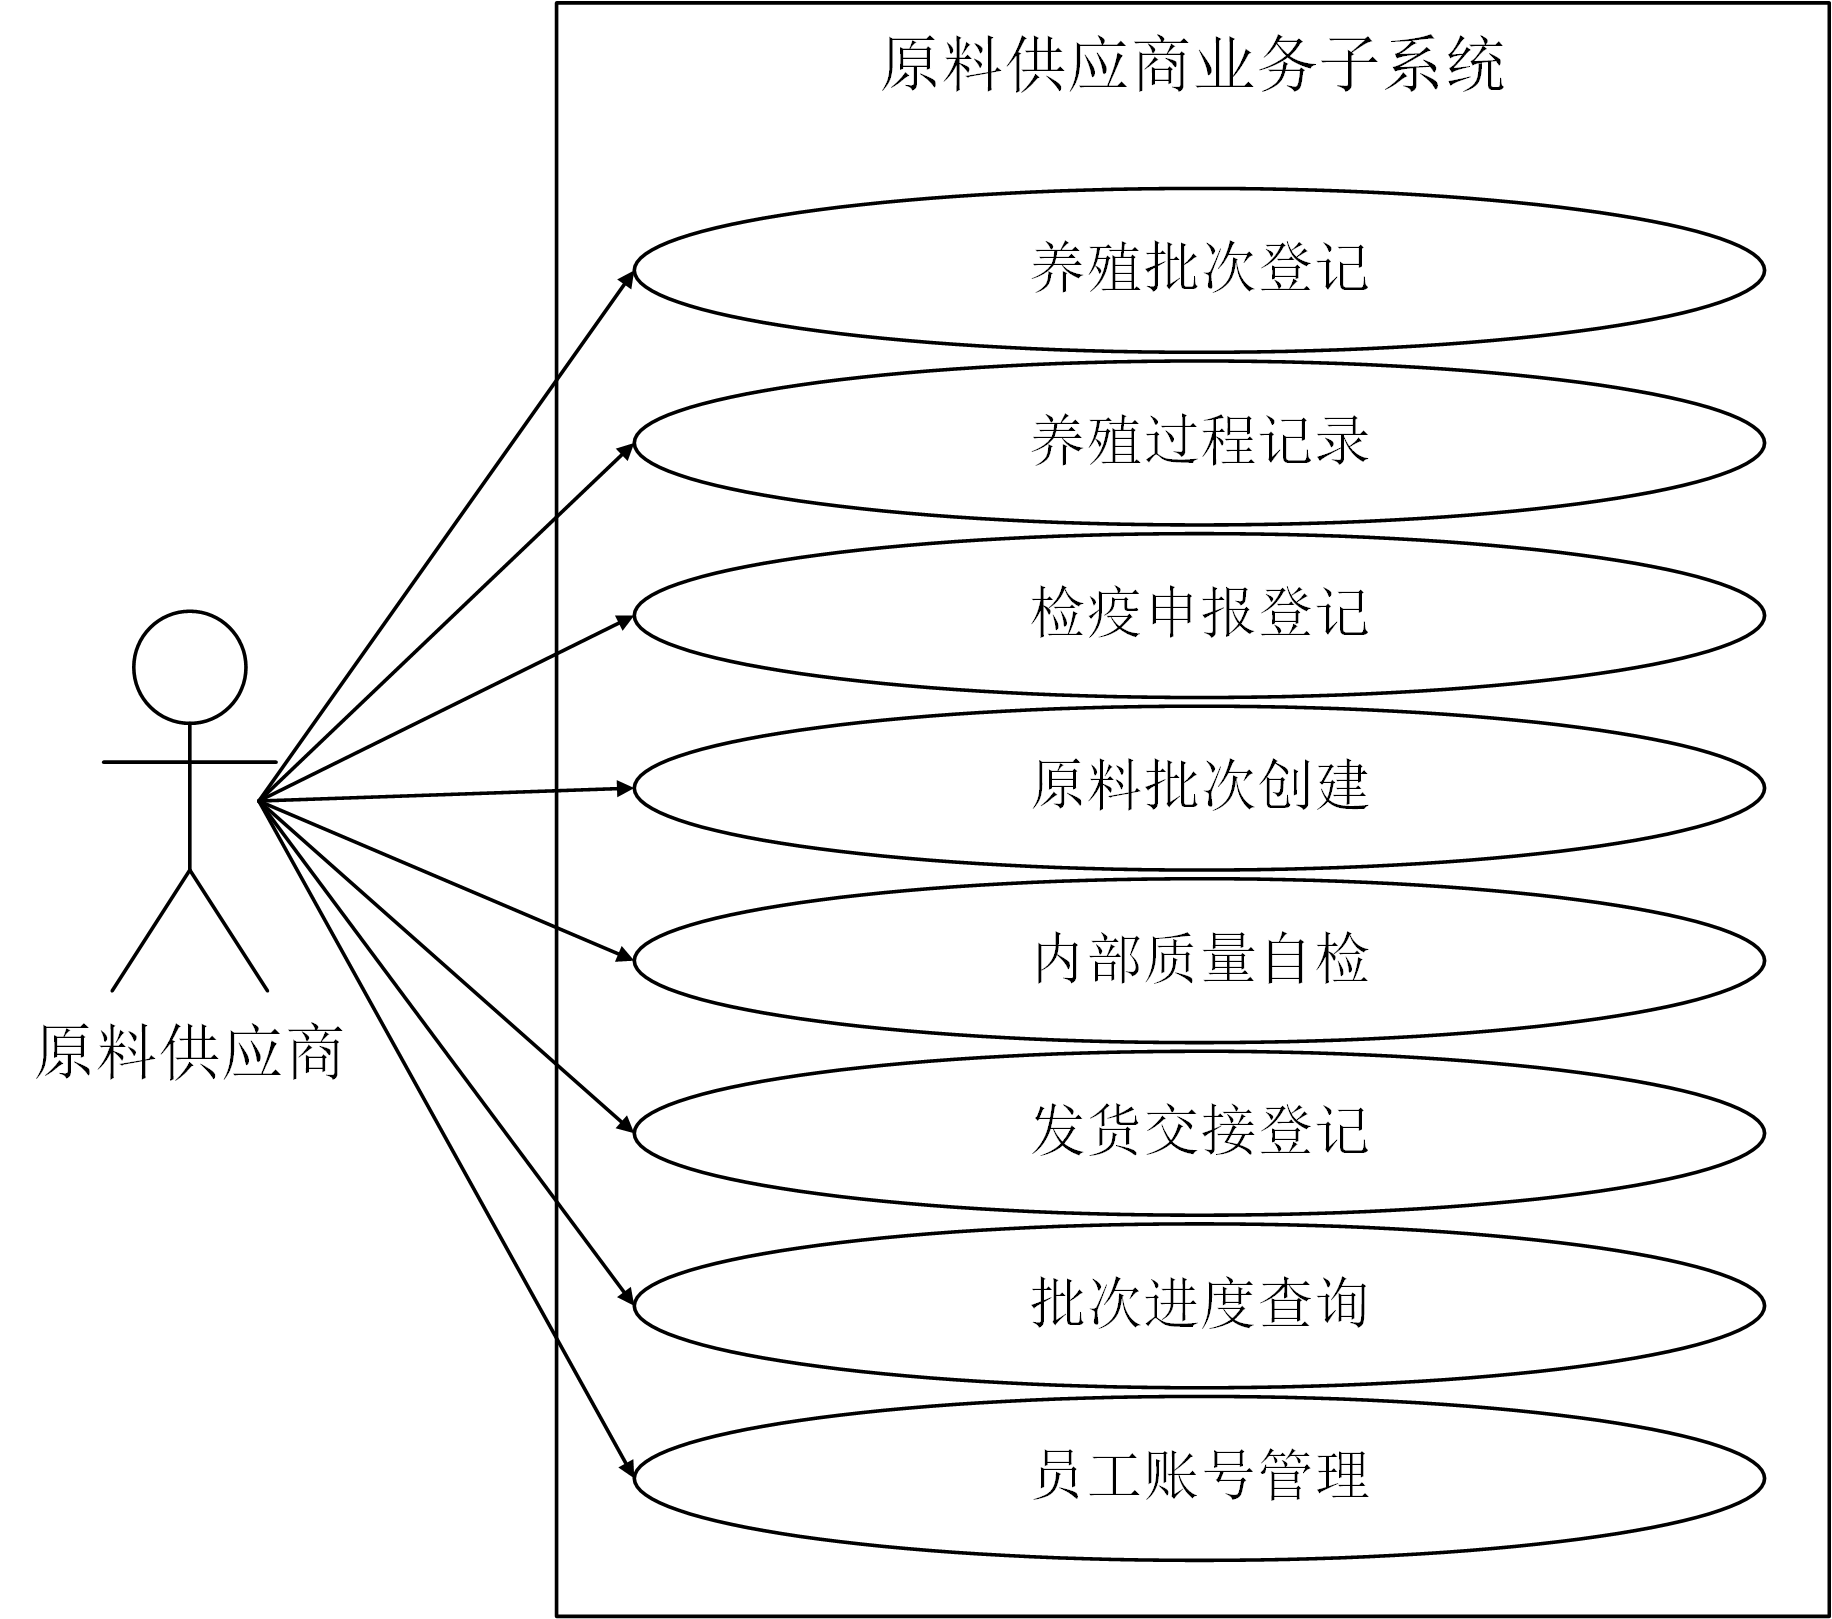 原料供应商业务子系统
养殖批次登记
养殖过程记录
检疫申报登记
原料批次创建
内部质量自检
原料供应商
发货交接登记
批次进度查询
员工账号管理